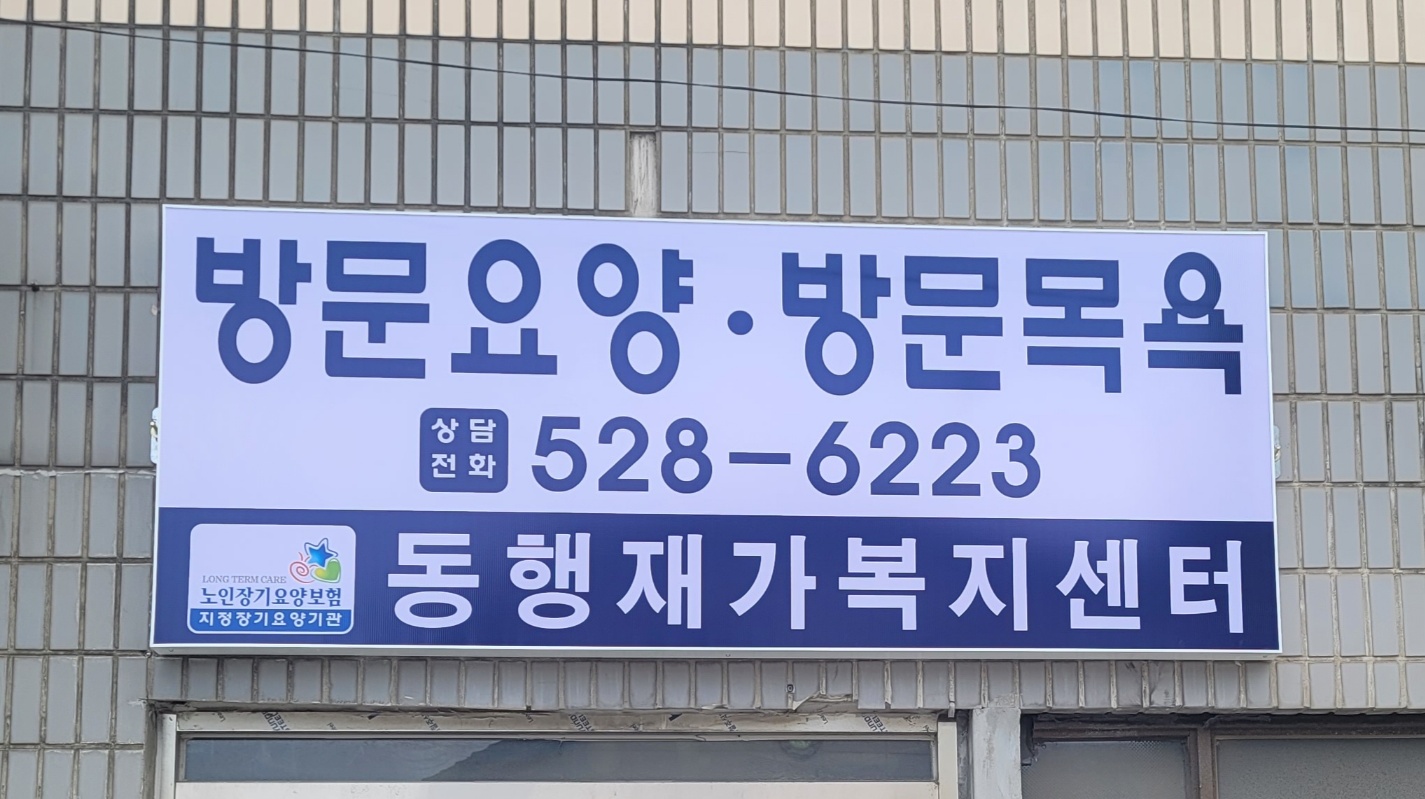 방문요양·방문목욕
상담
전화 528-6223
LONG TERM CARE
노인장기요양보험
지정장기요양기관
동행재가복지센터